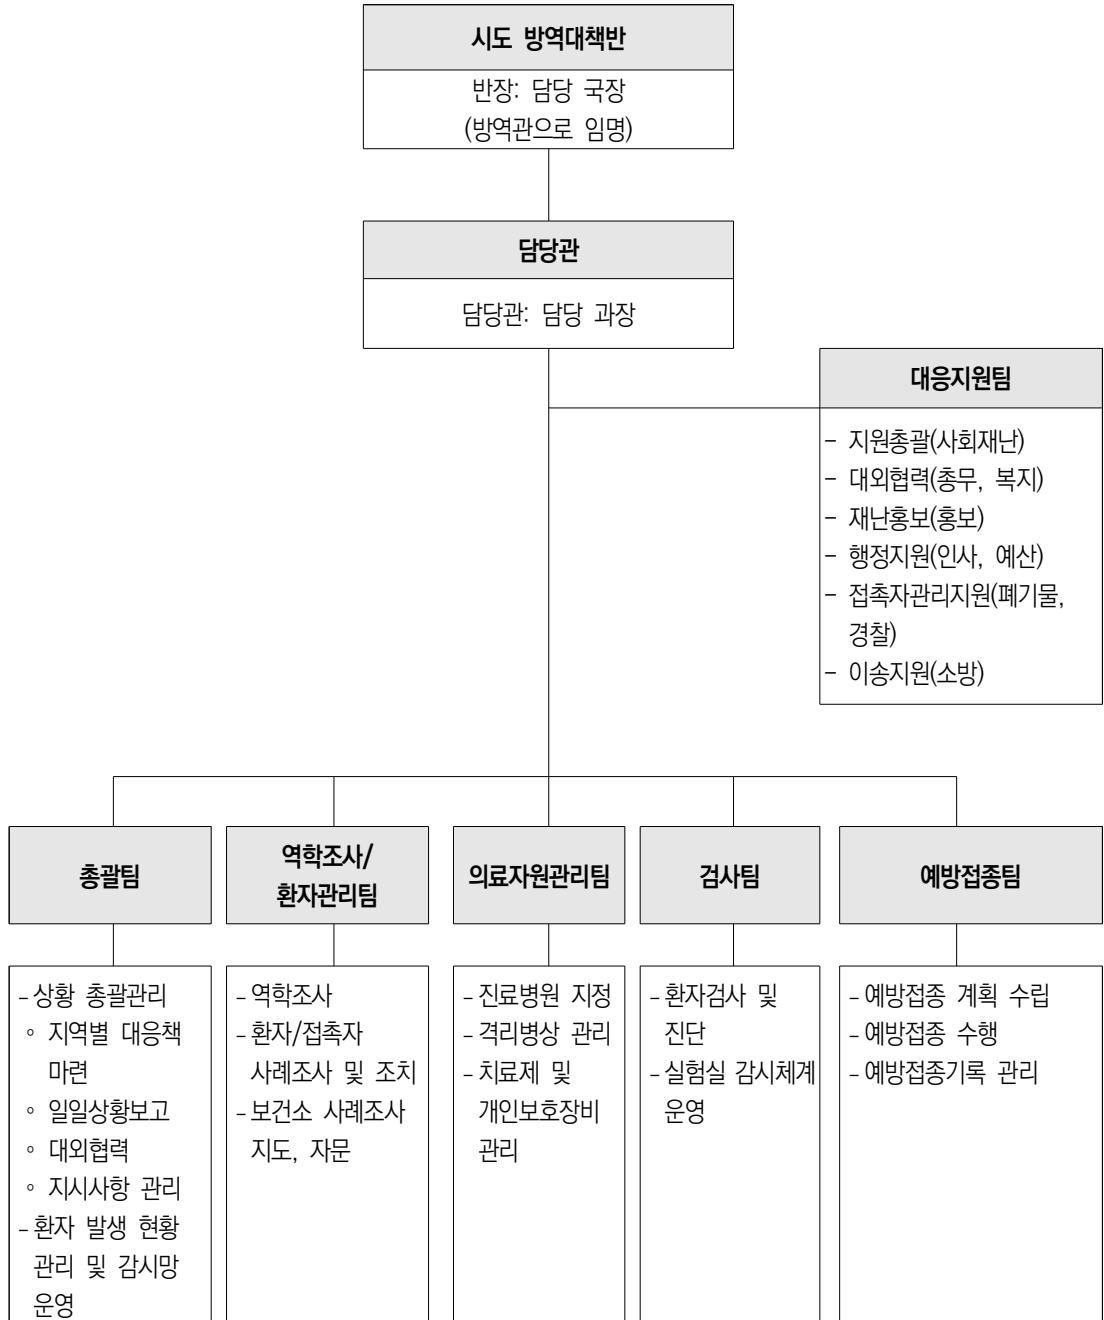 시도 방역대책반
반장: 담당 국장
(방역관으로 임명)
담당관
담당관: 담당 과장
대응지원팀
- 지원총괄(사회재난)
- 대외협력(총무, 복지)
- 재난홍보(홍보)
- 행정지원(인사, 예산)
- 접촉자관리지원(폐기물,
경찰)
- 이송지원(소방)
총괄팀
- 상황 총괄관리
◦ 지역별 대응책
마련
◦ 일일상황보고
◦ 대외협력
◦ 지시사항 관리
- 환자 발생 현황
관리 및 감시망
운영
역학조사/
환자관리팀
- 역학조사
- 환자/접촉자
사례조사 및 조치
- 보건소 사례조사
지도, 자문
의료자원관리팀
- 진료병원 지정
- 격리병상 관리
- 치료제 및
개인보호장비
관리
검사팀
- 환자검사 및
진단
- 실험실 감시체계
운영
예방접종팀
- 예방접종 계획 수립
- 예방접종 수행
- 예방접종기록 관리